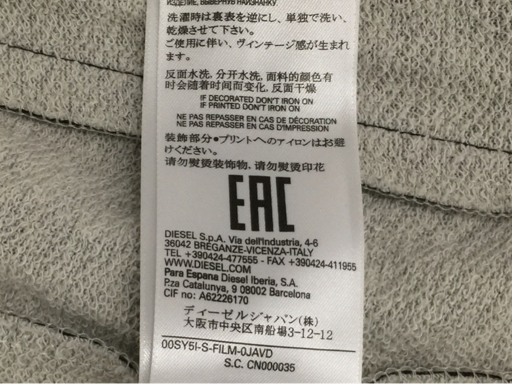 ИЗДЕЛИЕ, ВЫВЕРНУВ НАИЗНАНКУ.
洗濯時は裏表を逆にし、単独で洗い、
乾燥させて下さい。
ご使用に伴い、ヴィンテージ感が生まれ
ます。
反面水洗，分开水洗，面料的颜色有
时会随着时间而变化，反面干燥
IF DECORATED DON'T IRON ON
IF PRINTED DON'T IRON ON
NE PAS REPASSER EN CAS DE DÉCORATION
NE PAS REPASSER EN CAS D'IMPRESSION
装飾部分●プリントへのアイロンはお避
けください。
请勿熨烫装饰物，请勿熨烫印花
EAC
DIESEL S.p.A. Via dell'industria, 4-6
36042 BREGANZE-VICENZA-ITALY
TEL +390424-477555 - FAX +390424-411955
WWW.DIESEL.COM
Para Espana Diesel Iberia, S.A.
P.za Catalunya, 9 08002 Barcelona
CIF no: A62226170
ディーゼルジャパン(株)
大阪市中央区南船場3-12-12
00SY5I-S-FILM-0JAVD
S.C. CN000035